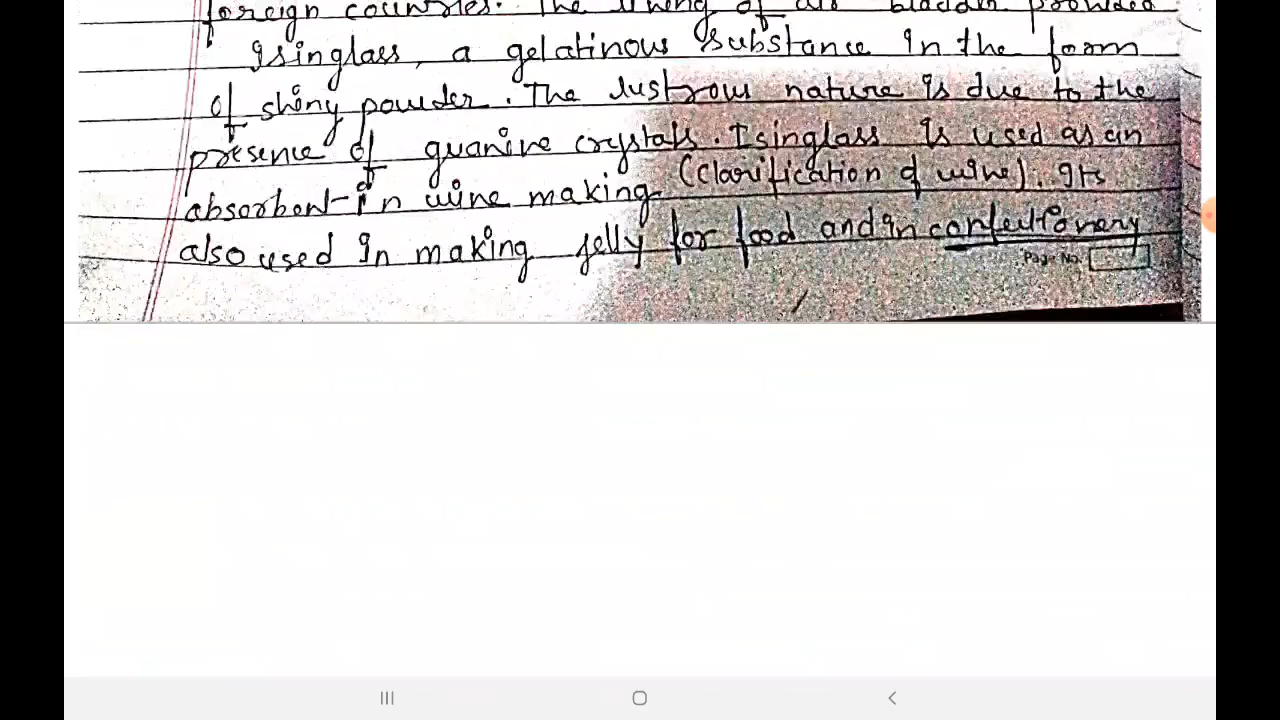 foreign countries. The lining of air bladder provided
Isinglass, a gelatinous substance in the form
of shiny powder. The lustrous nature is due to the
presence of guanine crystals. Isinglass is used as an
absorbent in wine making (Clarification of wine). Its
also used in making jelly for food and in confectionery
Page No.